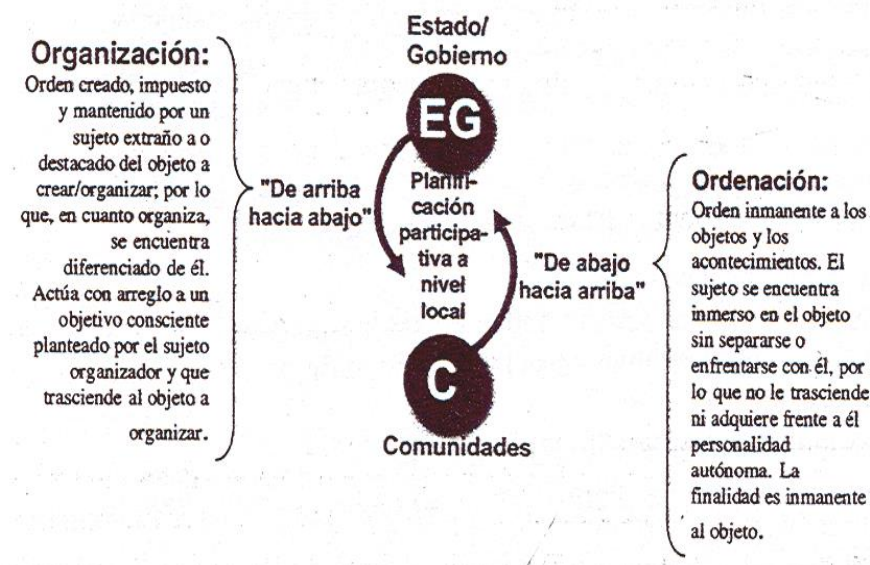 Organización:
Orden creado, impuesto
y mantenido por un
sujeto extraño a o
destacado del objeto a
crear/organizar; por lo
que, en cuanto organiza,
se encuentra
diferenciado de él.
Actúa con arreglo a un
objetivo consciente
planteado por el sujeto
organizador y que
trasciende al objeto a
organizar.
"De arriba
hacia abajo"
Estado/
Gobierno
EG
Planifi-
cación
participa-
tiva a
nivel
local
C
Comunidades
"De abajo
hacia arriba"
Ordenación:
Orden inmanente a los
objetos y los
acontecimientos. El
sujeto se encuentra
inmerso en el objeto
sin separarse o
enfrentarse con él, por
lo que no le trasciende
ni adquiere frente a él
personalidad
autónoma. La
finalidad es inmanente
al objeto.